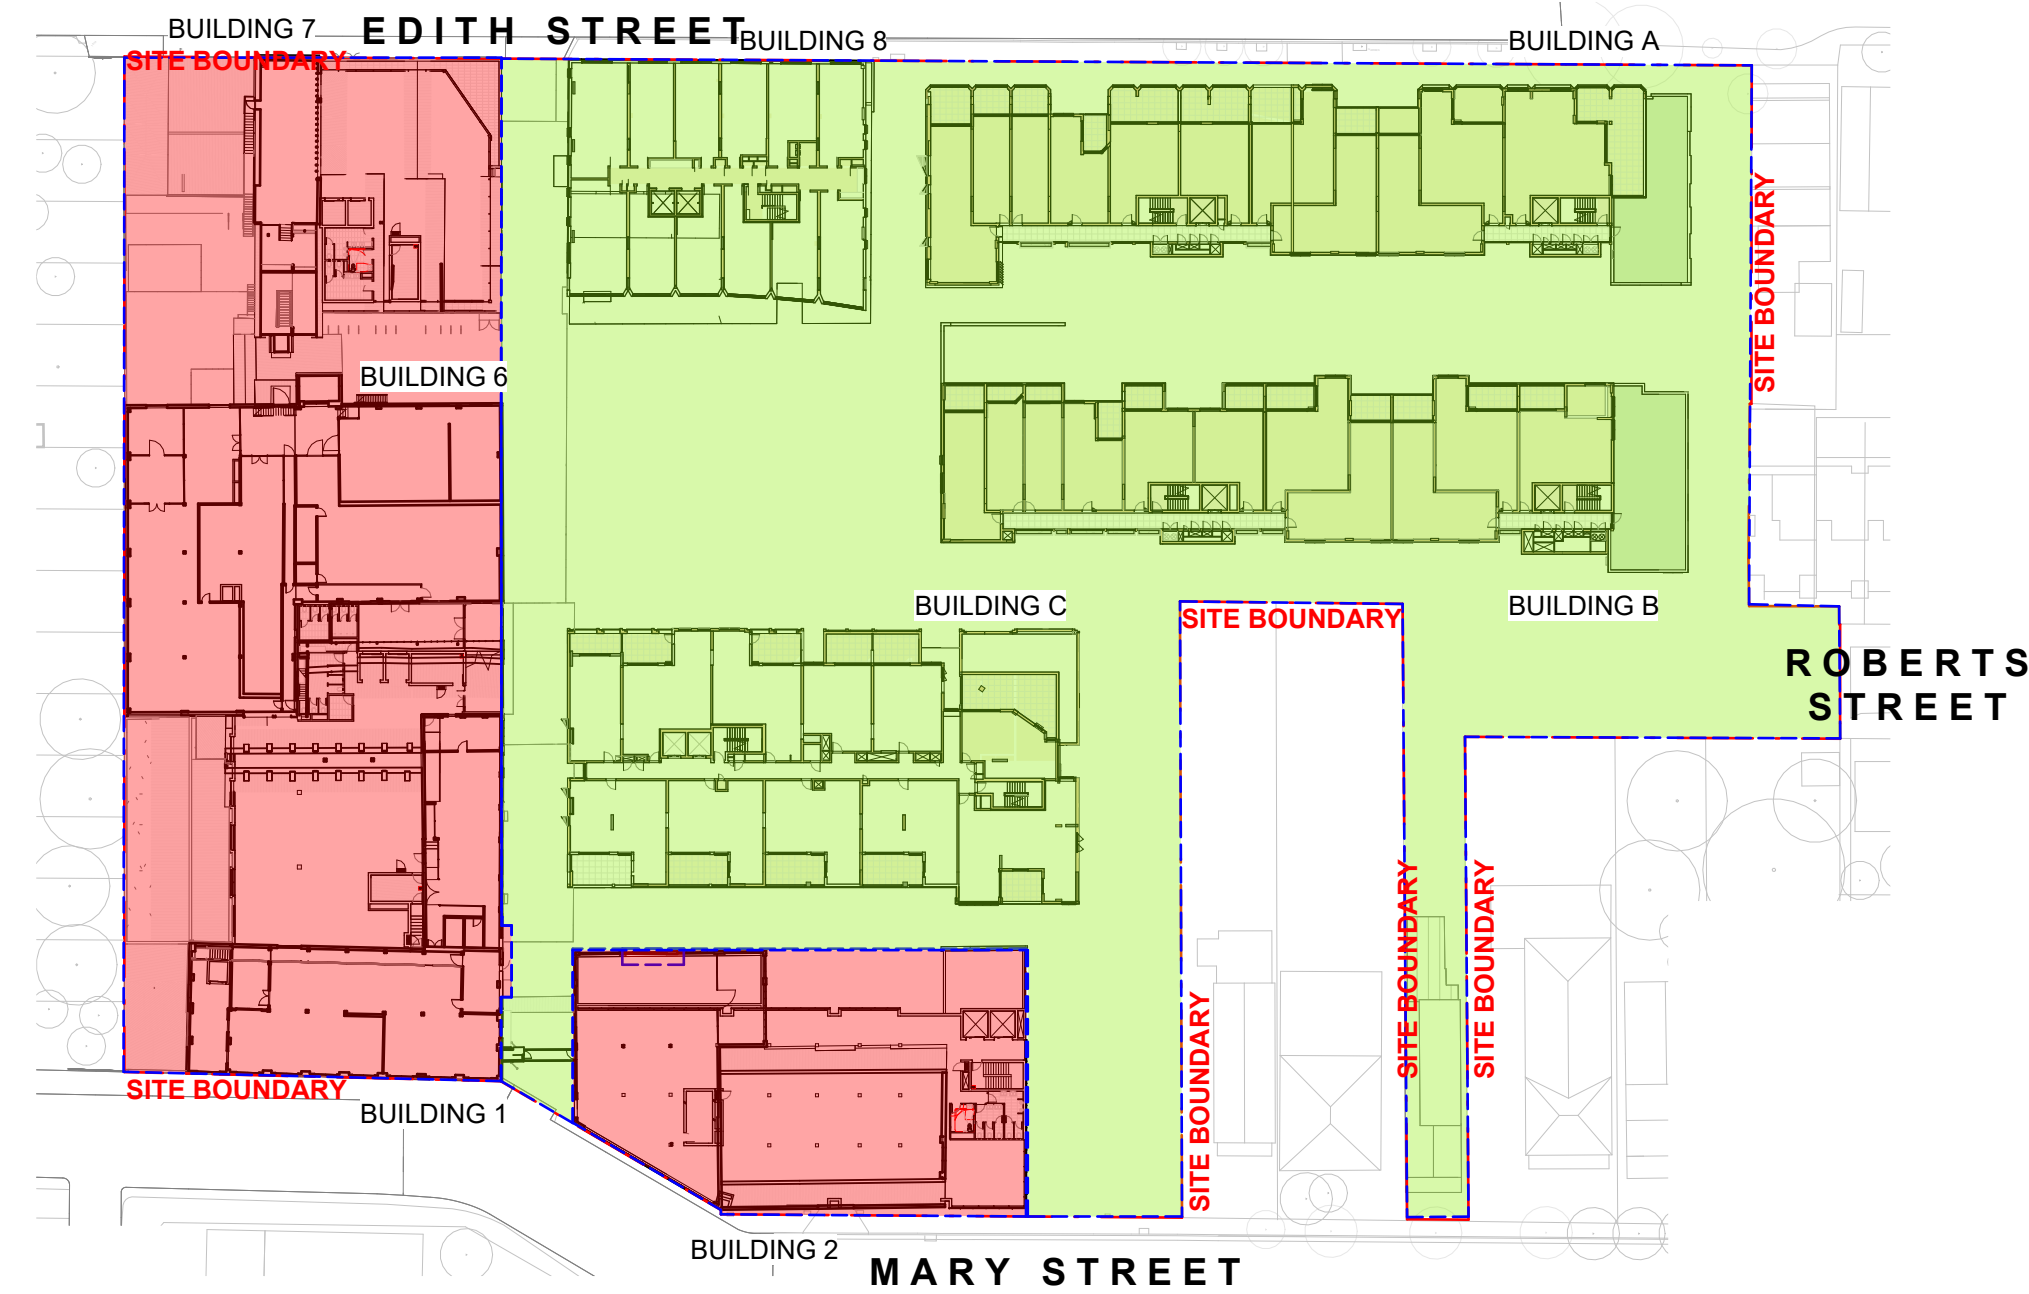 BUILDING 7
EDITH STREET
BUILDING 8
BUILDING A
SITE BOUNDARY
SITE BOUNDARY
BUILDING 6
BUILDING C
SITE BOUNDARY
BUILDING B
ROBERTS
STREET
SITE BOUNDARY
SITE BOUNDARY
SITE BOUNDARY
SITE BOUNDARY
BUILDING 1
BUILDING 2
MARY STREET